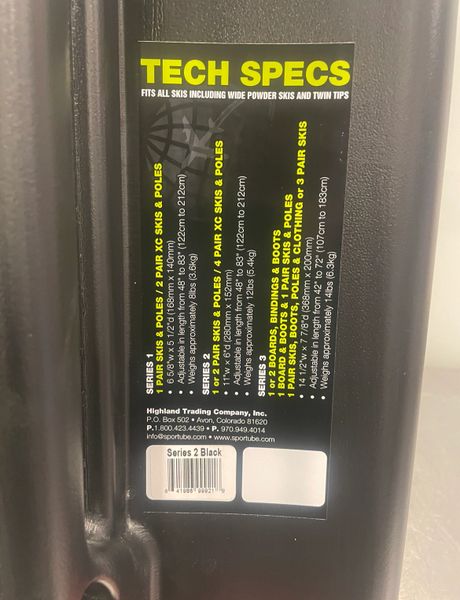 TECH SPECS
FITS ALL SKIS INCLUDING WIDE POWDER SKIS AND TWIN TIPS
SERIES 1
1 PAIR SKIS & POLES / 2 PAIR XC SKIS & POLES
• 6 5/8"w x 5 1/2"d (168mm x 140mm)
• Adjustable in length from 48" to 83" (122cm to 212cm)
• Weighs approximately 8lbs (3.6kg)
SERIES 2
1 or 2 PAIR SKIS & POLES / 4 PAIR XC SKIS & POLES
• 11"w x 6"d (280mm x 152mm)
• Adjustable in length from 48" to 83" (122cm to 212cm)
• Weighs approximately 12lbs (5.4kg)
SERIES 3
1 or 2 BOARDS, BINDINGS & BOOTS
1 BOARD & BOOTS & 1 PAIR SKIS & POLES
1 PAIR SKIS, BOOTS, POLES & CLOTHING or 3 PAIR SKIS
• 14 1/2"w x 7 7/8"d (368mm x 200mm)
• Adjustable in length from 42" to 72" (107cm to 183cm)
• Weighs approximately 14lbs (6.3kg)
Highland Trading Company, Inc.
P.O. Box 502 • Avon, Colorado 81620
P.1.800.423.4439 • P. 970.949.4014
info@sportube.com • www.sportube.com
Series 2 Black